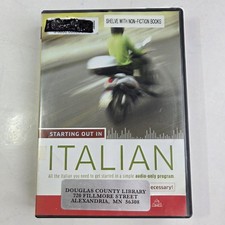 SHELVE WITH NON-FICTION BOOKS
STARTING OUT IN
ITALIAN
All the Italian you need to get started in a simple audio-only program
DOUGLAS COUNTY LIBRARY
720 FILLMORE STREET
ALEXANDRIA, MN 56308
necessary!